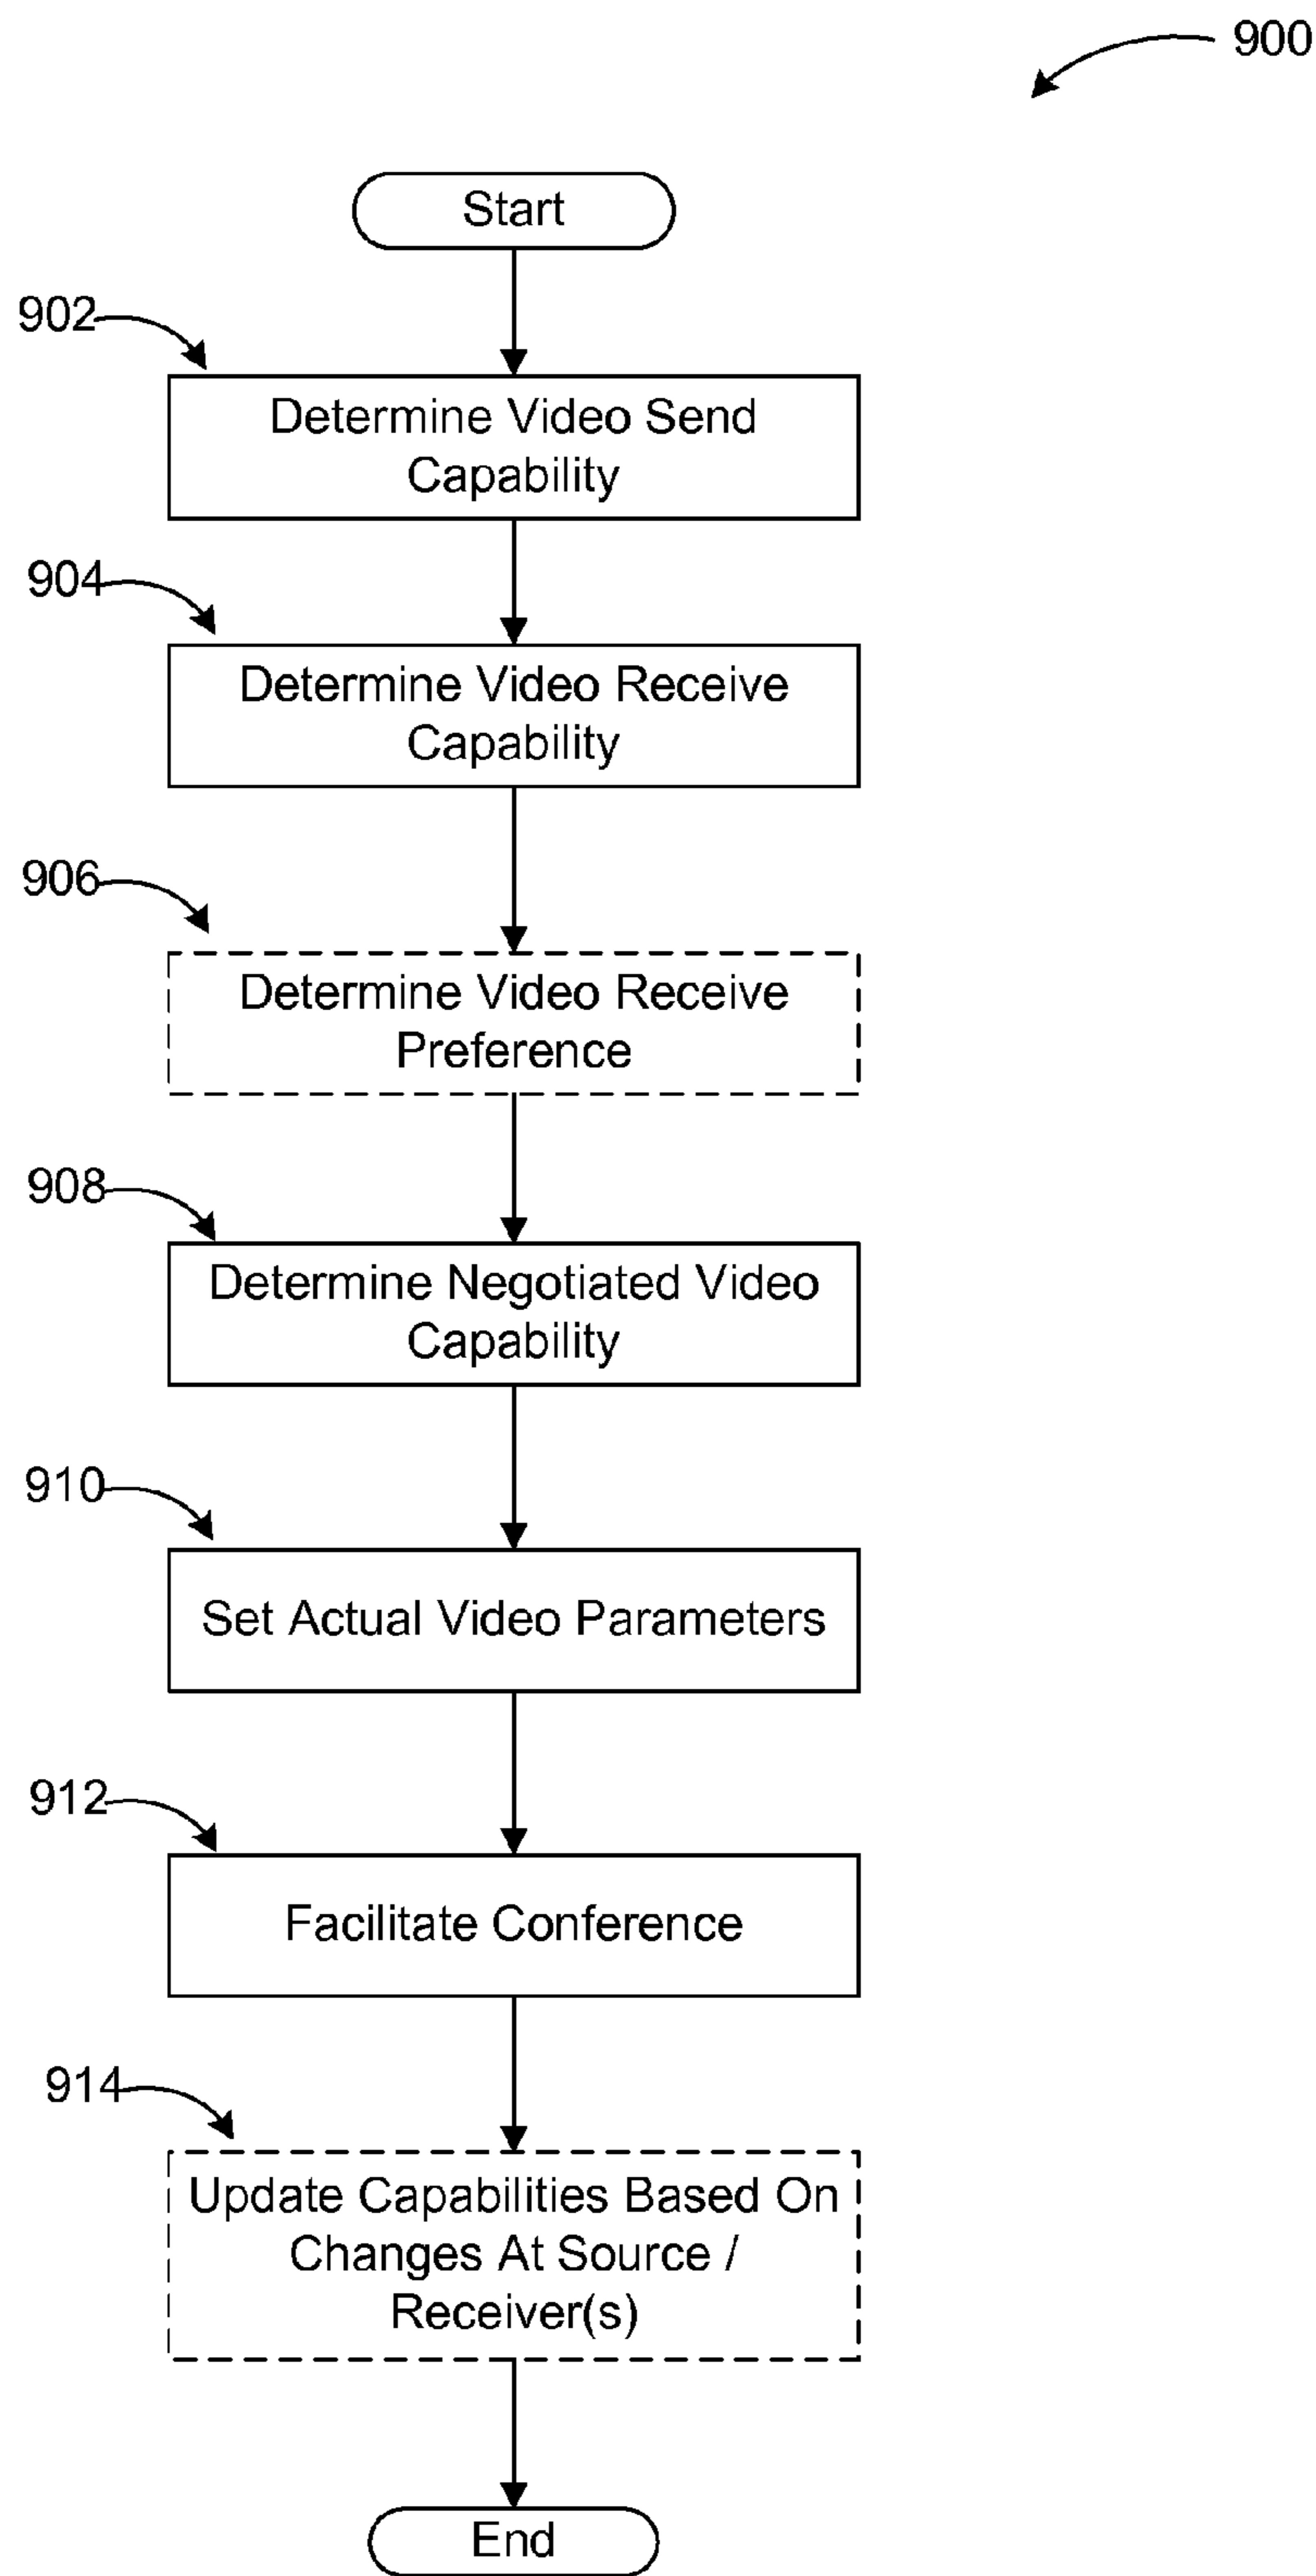 900
Start
902
Determine Video Send
Capability
904
Determine Video Receive
Capability
906
Determine Video Receive
Preference
908
Determine Negotiated Video
Capability
910
Set Actual Video Parameters
912
Facilitate Conference
914
Update Capabilities Based On
Changes At Source /
Receiver(s)
End